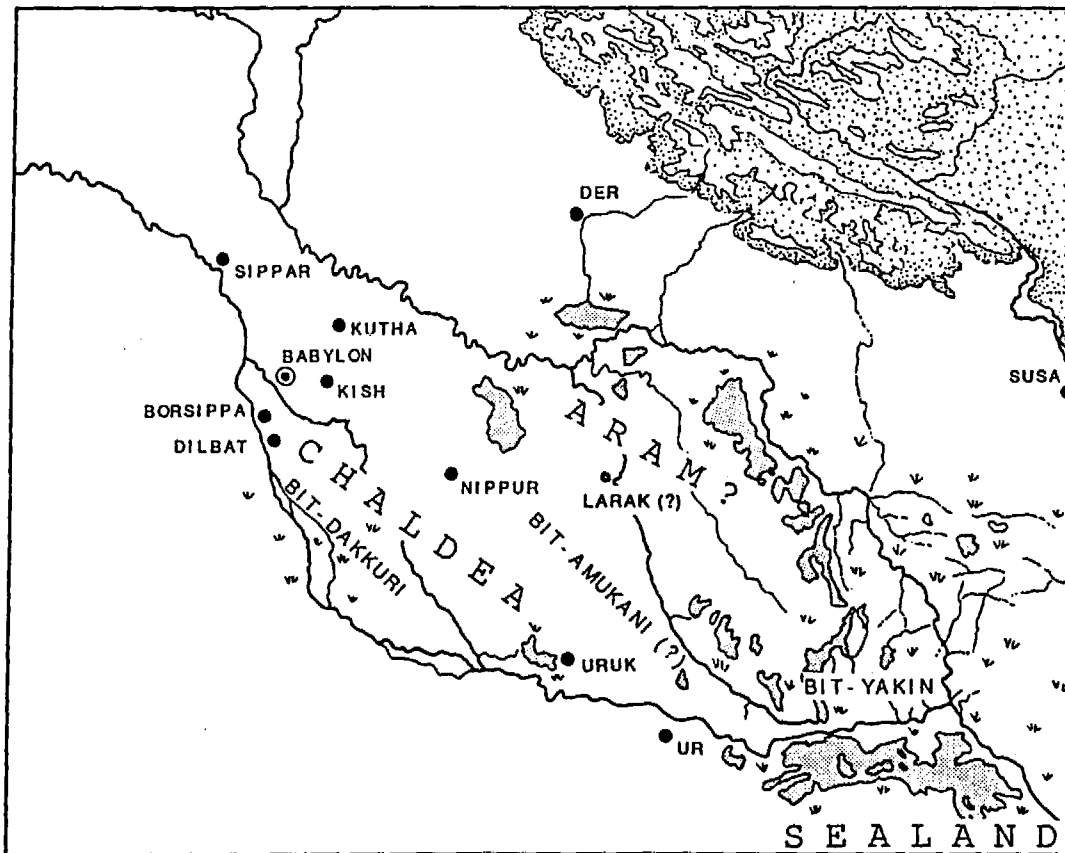 DER
SIPPAR
KUTHA
BABYLON
KISH
SUSA
BORSIPPA
DILBAT
CHALDEA
ARAM?
NIPPUR
LARAK (?)
BIT-DAKKURI
BIT-AMUKANI (?)
URUK
BIT-YAKIN
UR
SEALAND